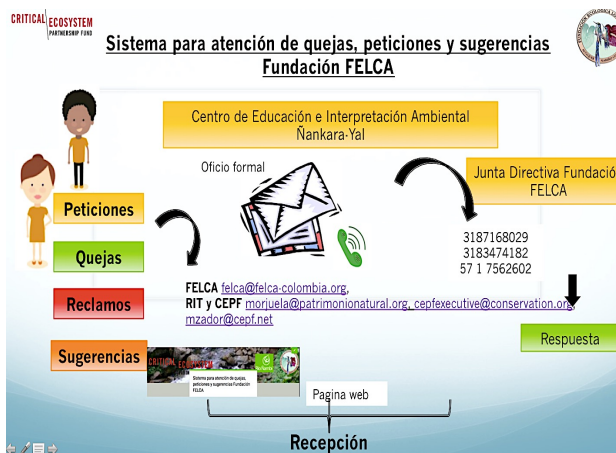 CRITICAL ECOSYSTEM
PARTNERSHIP FUND
Sistema para atención de quejas, peticiones y sugerencias
Fundación FELCA
Centro de Educación e Interpretación Ambiental
Ñankara-Yal
Oficio formal
Junta Directiva Fundació
FELCA
Peticiones
Quejas
Reclamos
Sugerencias
3187168029
3183474182
57 1 7562602
FELCA felca@felca-colombia.org,
RIT y CEPF morjuela@patrimonionatural.org, cepfexecutive@conservation.org,
mzador@cepf.net
Respuesta
CRITICAL ECOSYSTEM
Sistema para atención de quejas,
peticiones y sugerencias Fundación
FELCA
Pagina web
Recepción